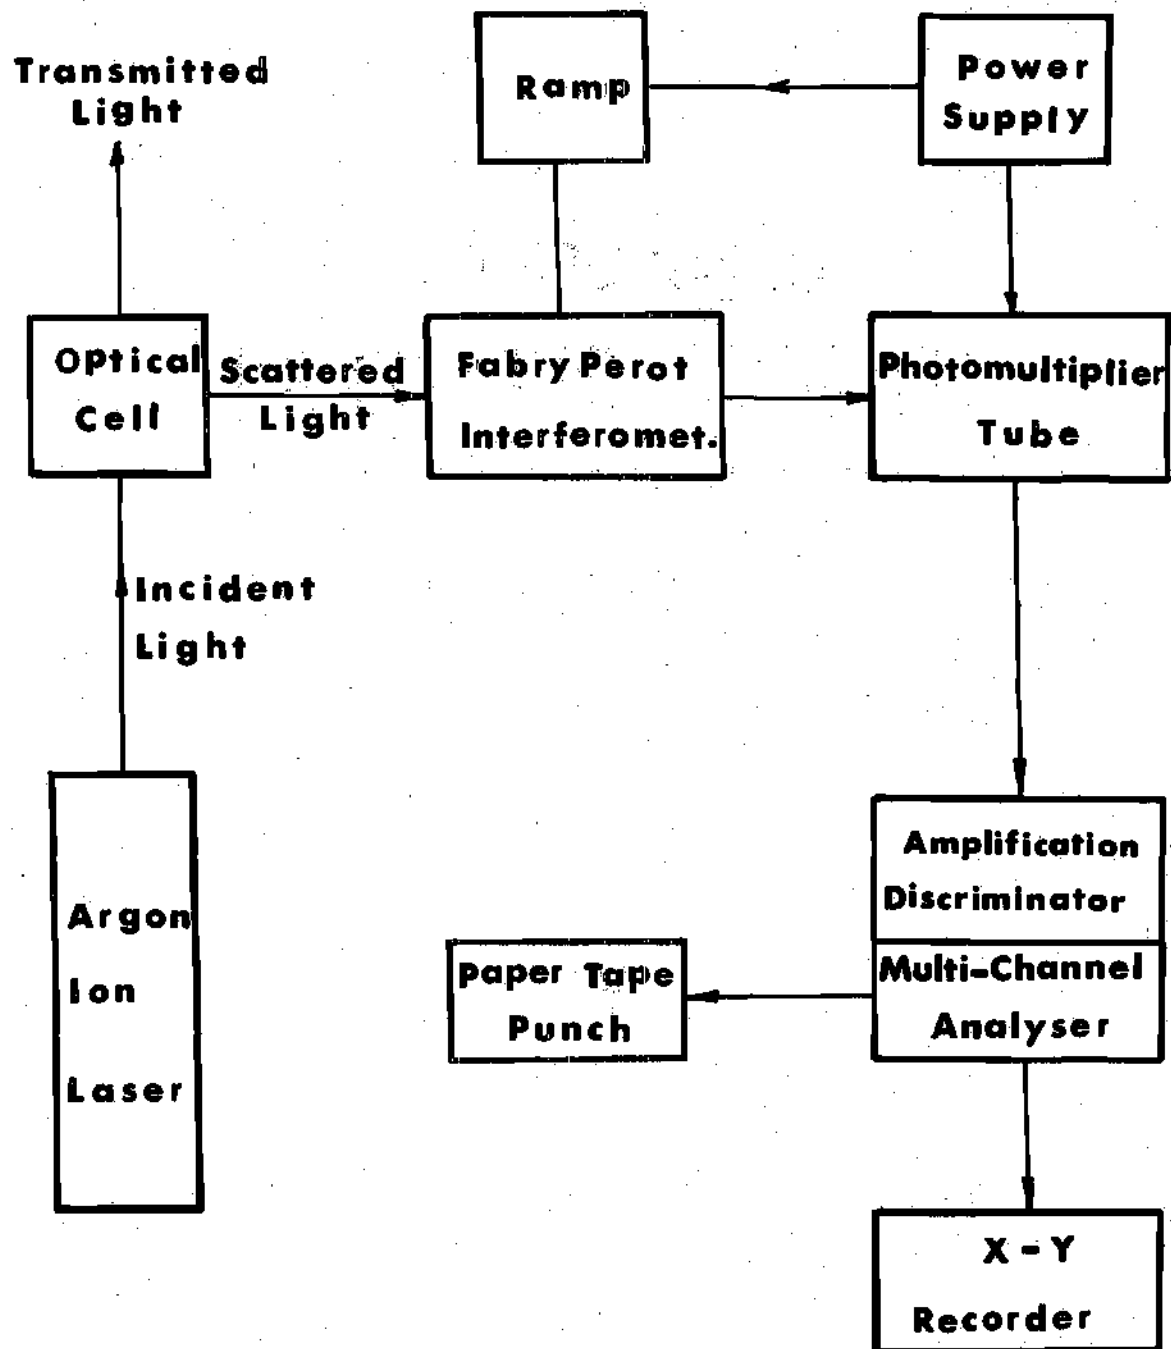 Transmitted
Light
Ramp
Power
Supply
Optical
Cell
Scattered
Light
Fabry Perot
Interferomet.
Photomultiplier
Tube
Incident
Light
Argon
Ion
Laser
Amplification
Discriminator
Multi-Channel
Analyser
Paper Tape
Punch
X - Y
Recorder